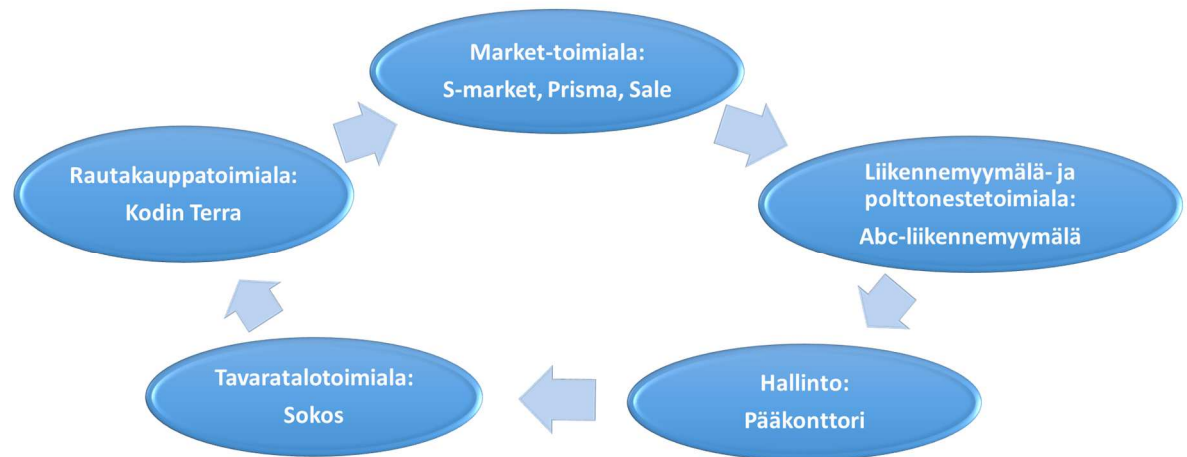 Market-toimiala:
S-market, Prisma, Sale
Liikennemyymälä- ja
polttonestetoimiala:
Abc-liikennemyymälä
Hallinto:
Pääkonttori
Tavaratalotoimiala:
Sokos
Rautakauppatoimiala:
Kodin Terra